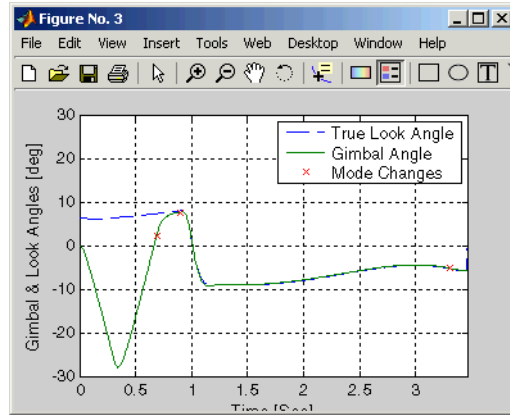 Figure No. 3
File Edit View Insert Tools Web Desktop Window Help
T
30
20
10
0
-10
-20
-30
Gimbal & Look Angles [deg]
True Look Angle
Gimbal Angle
Mode Changes
0 0.5 1 1.5 2 2.5 3
Time [Sec]